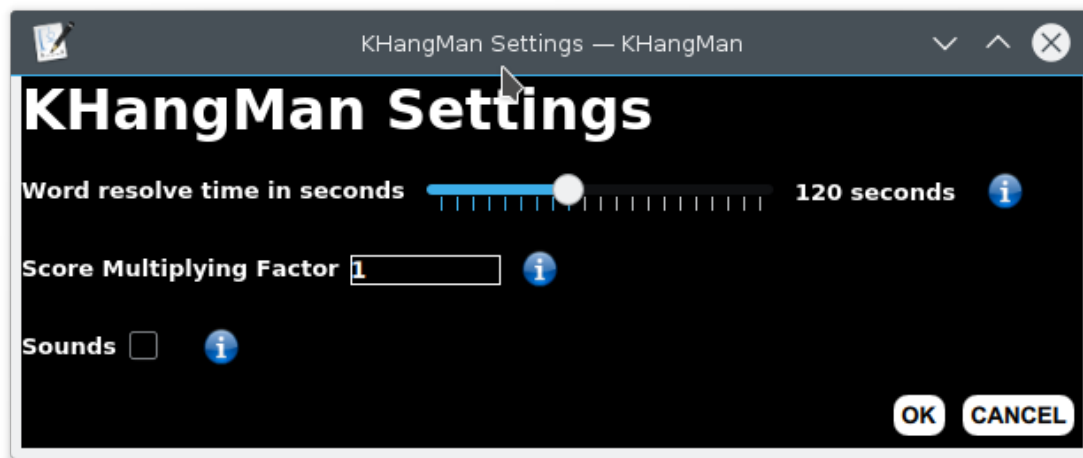 KHangMan Settings — KHangMan
KHangMan Settings
Word resolve time in seconds 120 seconds
Score Multiplying Factor 1
Sounds
OK CANCEL